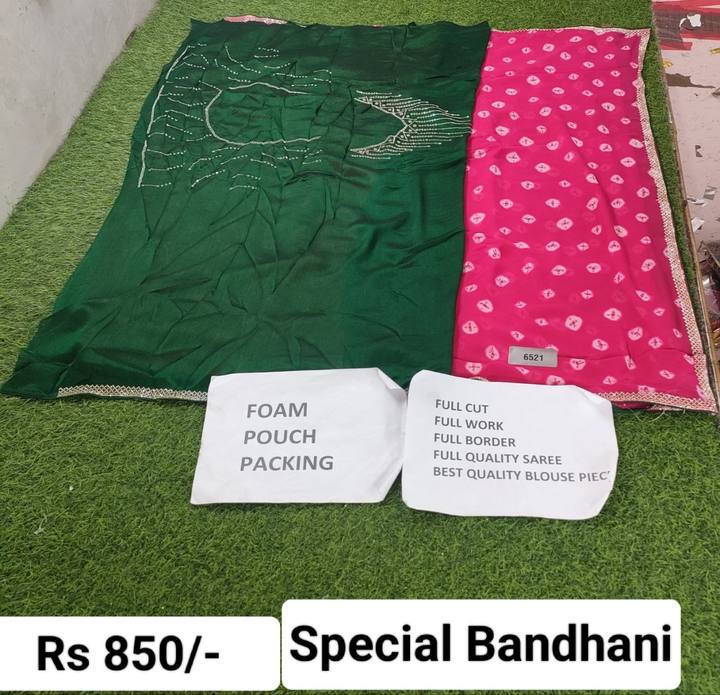 6521
FOAM
POUCH
PACKING
FULL CUT
FULL WORK
FULL BORDER
FULL QUALITY SAREE
BEST QUALITY BLOUSE PIEC
Rs 850/-
Special Bandhani